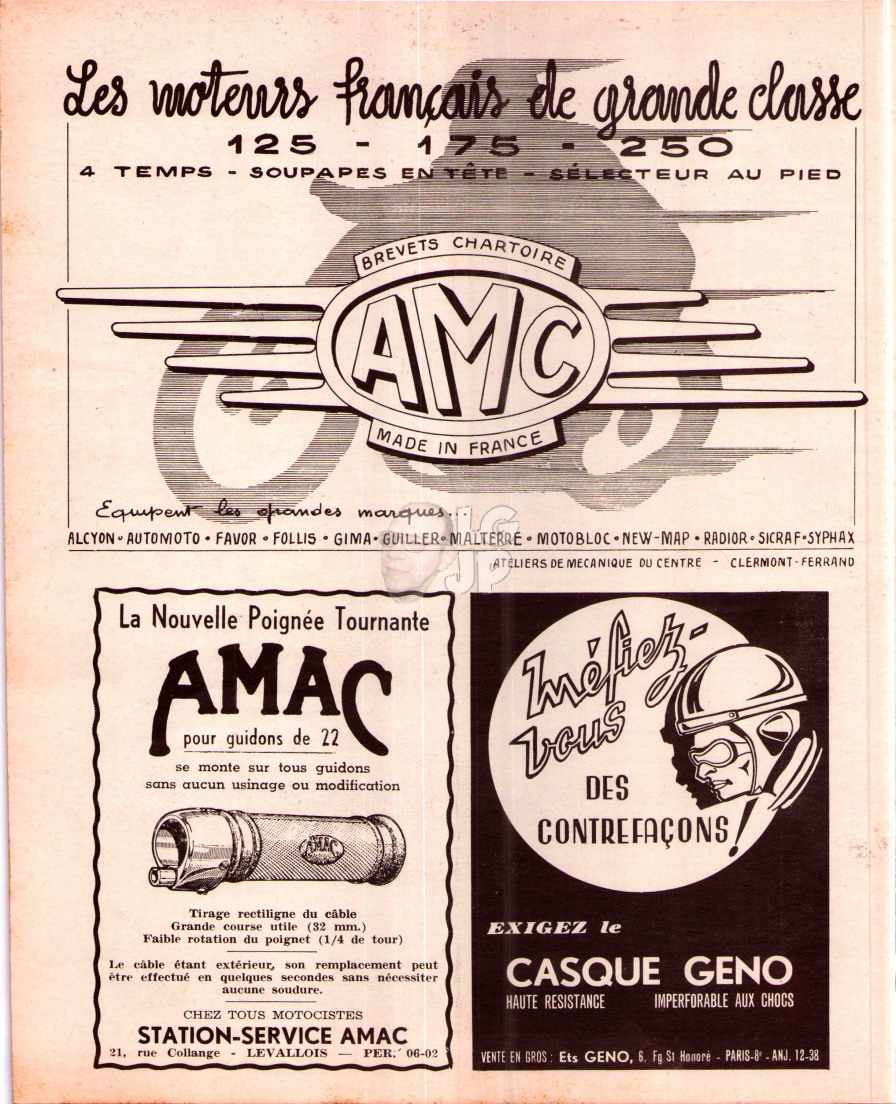 Les moteurs français de grande classe
125 - 175 - 250
4 TEMPS - SOUPAPES EN TÊTE - SÉLECTEUR AU PIED
BREVETS CHARTOIRE
AMC
MADE IN FRANCE
Equipent les grandes marques...
ALCYON • AUTOMOTO • FAVOR • FOLLIS • GIMA • GUILLER • MALTERRE • MOTOBLOC • NEW-MAP • RADIOR • SICRAF • SYPHAX
ATELIERS DE MECANIQUE DU CENTRE - CLERMONT-FERRAND
JLG
JP
La Nouvelle Poignée Tournante
AMAC
pour guidons de 22
se monte sur tous guidons
sans aucun usinage ou modification
AMAC
Tirage rectiligne du câble
Grande course utile (32 mm.)
Faible rotation du poignet (1/4 de tour)
Le câble étant extérieur, son remplacement peut
être effectué en quelques secondes sans nécessiter
aucune soudure.
CHEZ TOUS MOTOCISTES
STATION-SERVICE AMAC
21, rue Collange - LEVALLOIS — PER. 06-02
Méfiez-
vous
DES
CONTREFAÇONS !
EXIGEZ le
CASQUE GENO
HAUTE RESISTANCE IMPERFORABLE AUX CHOCS
VENTE EN GROS : Ets GENO, 6, Fg St Honoré - PARIS-8e - ANJ. 12-38